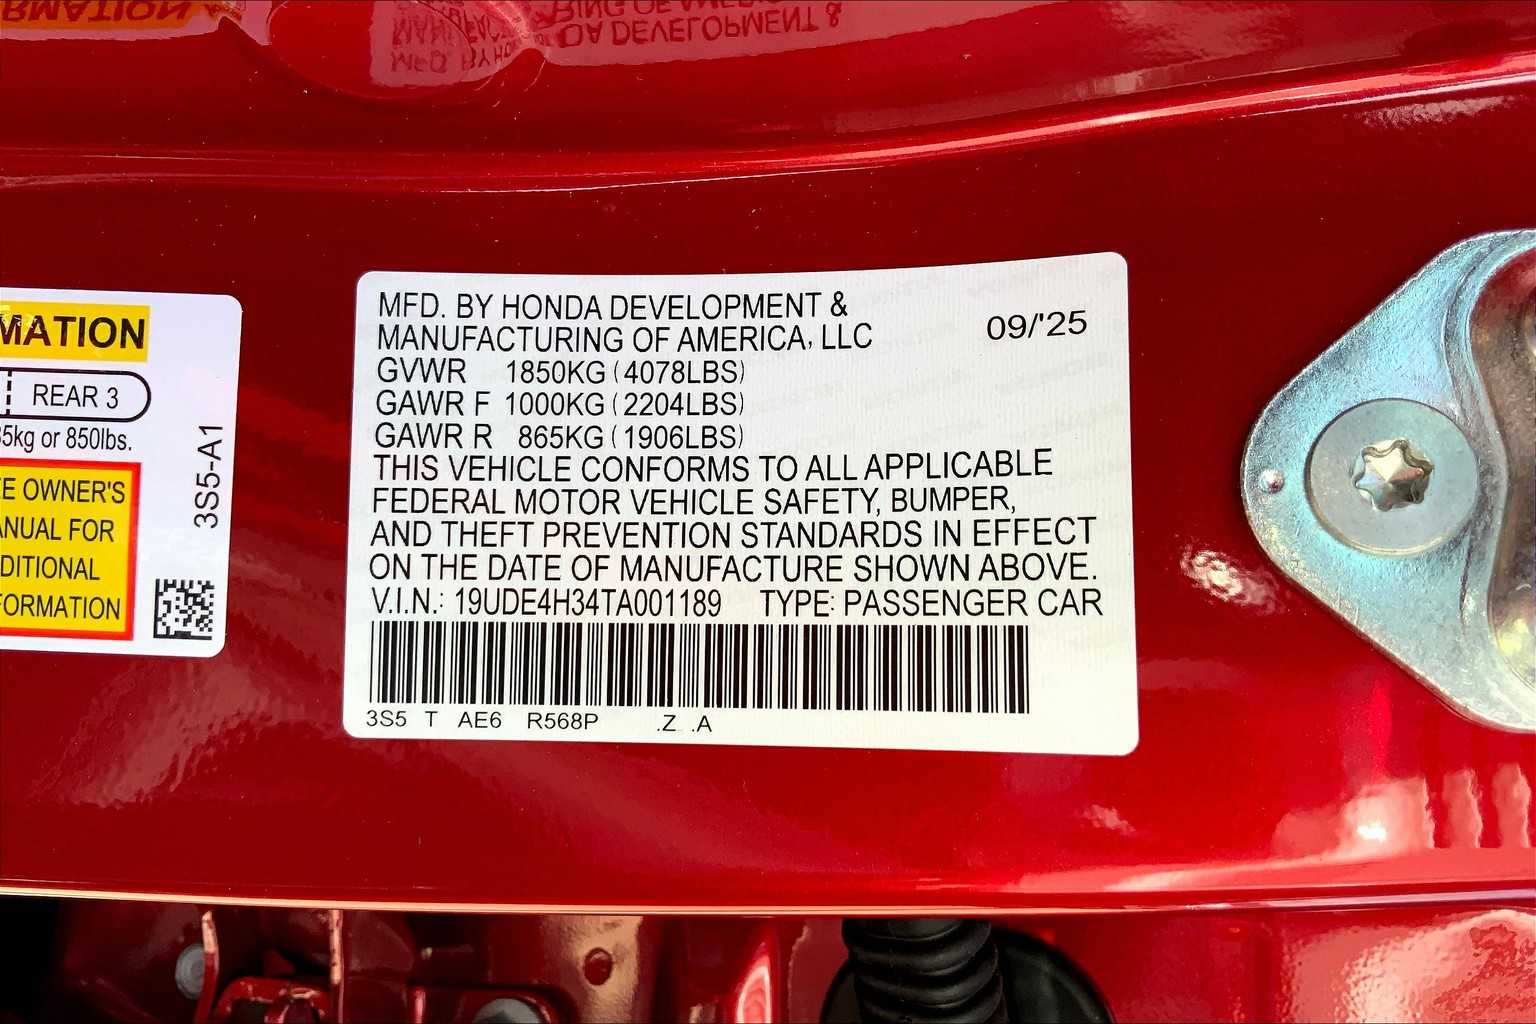 MATION
REAR 3
85kg or 850lbs.
E OWNER'S
ANUAL FOR
DITIONAL
FORMATION
3S5-A1
MFD. BY HONDA DEVELOPMENT &
MANUFACTURING OF AMERICA, LLC
09/'25
GVWR 1850KG (4078LBS)
GAWR F 1000KG (2204LBS)
GAWR R 865KG (1906LBS)
THIS VEHICLE CONFORMS TO ALL APPLICABLE
FEDERAL MOTOR VEHICLE SAFETY, BUMPER,
AND THEFT PREVENTION STANDARDS IN EFFECT
ON THE DATE OF MANUFACTURE SHOWN ABOVE.
V.I.N.: 19UDE4H34TA001189 TYPE: PASSENGER CAR
3S5 T AE6 R568P .Z .A